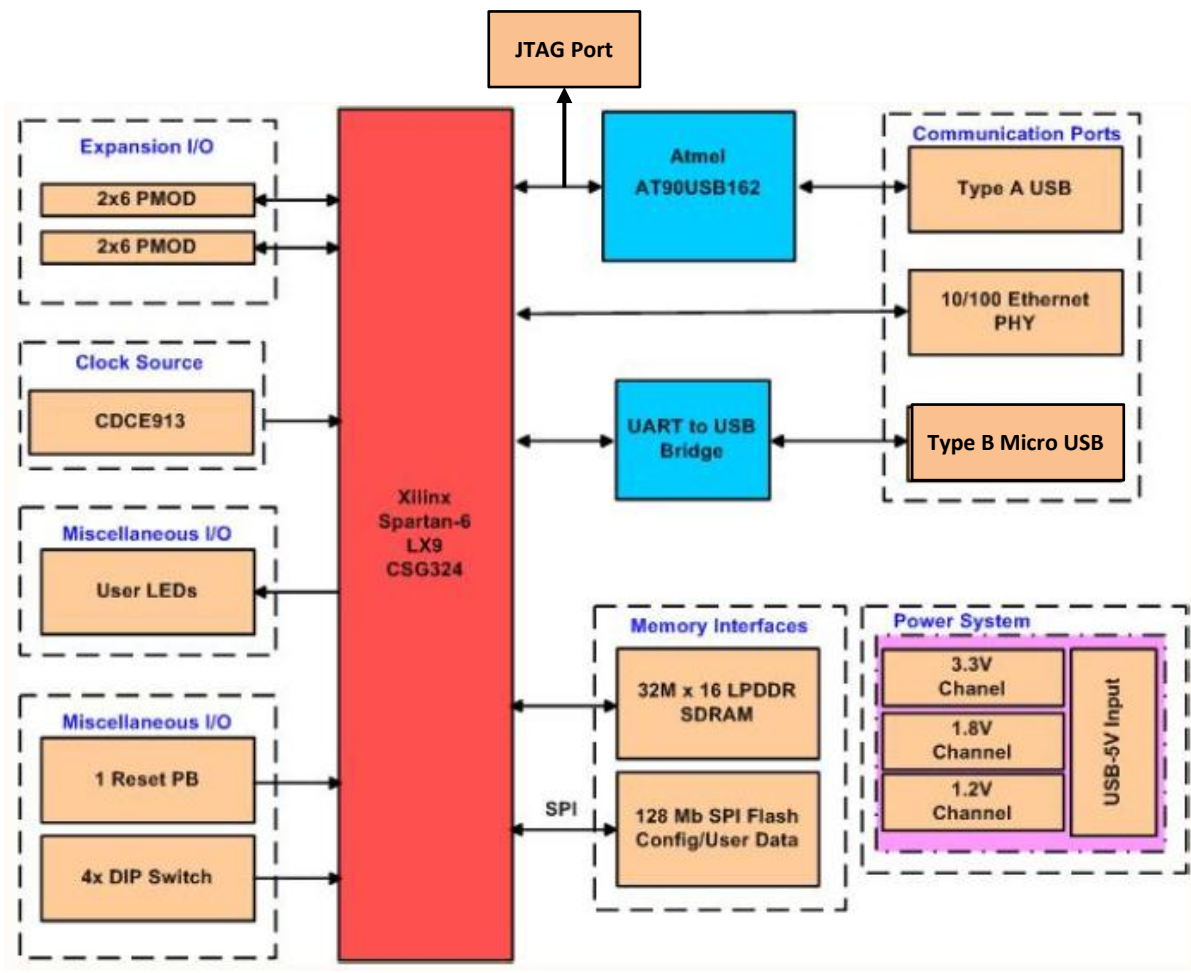 JTAG Port
Expansion I/O
2x6 PMOD
2x6 PMOD
Clock Source
CDCE913
Miscellaneous I/O
User LEDs
Miscellaneous I/O
1 Reset PB
4x DIP Switch
Xilinx
Spartan-6
LX9
CSG324
Atmel
AT90USB162
UART to USB
Bridge
Communication Ports
Type A USB
10/100 Ethernet
PHY
Type B Micro USB
Memory Interfaces
32M x 16 LPDDR
SDRAM
SPI
128 Mb SPI Flash
Config/User Data
Power System
3.3V
Chanel
1.8V
Channel
1.2V
Channel
USB-5V Input